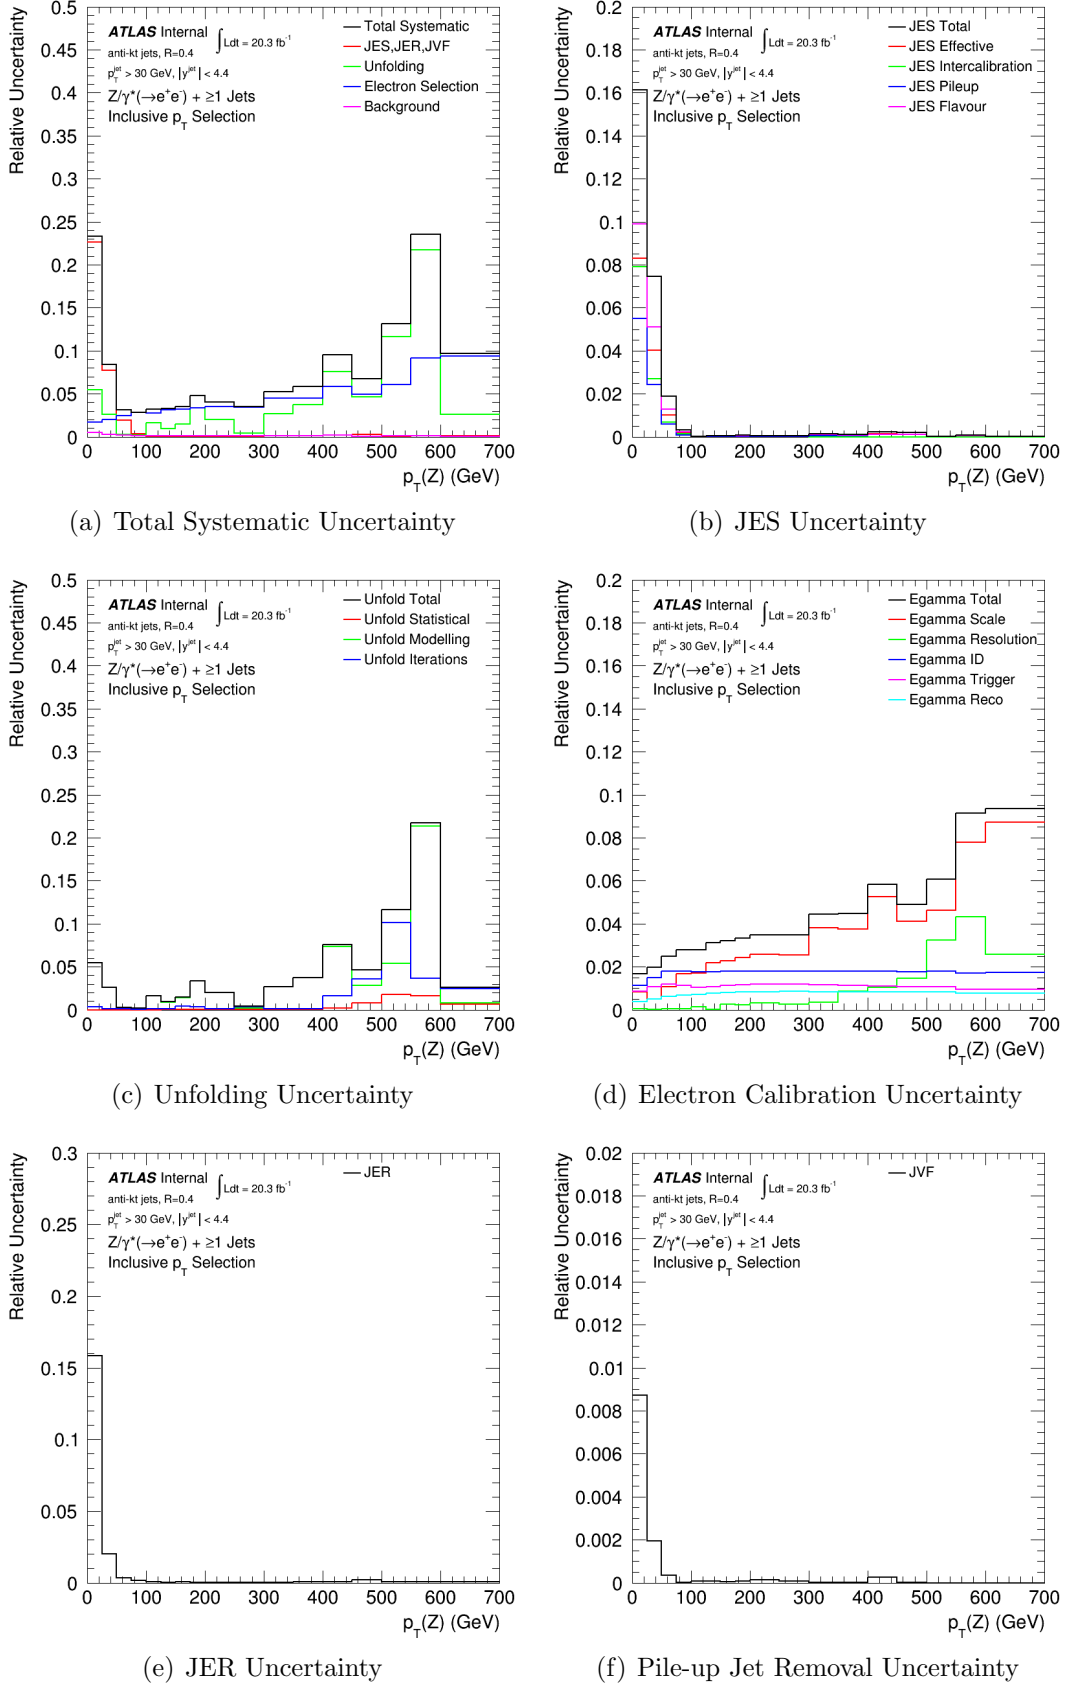 ATLAS Internal ∫Ldt = 20.3 fb⁻¹
anti-kt jets, R=0.4
p_T^jet > 30 GeV, |y^jet| < 4.4
Z/γ*(→e⁺e⁻) + ≥1 Jets
Inclusive p_T Selection
Total Systematic
JES,JER,JVF
Unfolding
Electron Selection
Background
Relative Uncertainty
0.5
0.45
0.4
0.35
0.3
0.25
0.2
0.15
0.1
0.05
0
0 100 200 300 400 500 600 700
p_T(Z) (GeV)
(a) Total Systematic Uncertainty
ATLAS Internal ∫Ldt = 20.3 fb⁻¹
anti-kt jets, R=0.4
p_T^jet > 30 GeV, |y^jet| < 4.4
Z/γ*(→e⁺e⁻) + ≥1 Jets
Inclusive p_T Selection
JES Total
JES Effective
JES Intercalibration
JES Pileup
JES Flavour
Relative Uncertainty
0.2
0.18
0.16
0.14
0.12
0.1
0.08
0.06
0.04
0.02
0
0 100 200 300 400 500 600 700
p_T(Z) (GeV)
(b) JES Uncertainty
ATLAS Internal ∫Ldt = 20.3 fb⁻¹
anti-kt jets, R=0.4
p_T^jet > 30 GeV, |y^jet| < 4.4
Z/γ*(→e⁺e⁻) + ≥1 Jets
Inclusive p_T Selection
Unfold Total
Unfold Statistical
Unfold Modelling
Unfold Iterations
Relative Uncertainty
0.5
0.45
0.4
0.35
0.3
0.25
0.2
0.15
0.1
0.05
0
0 100 200 300 400 500 600 700
p_T(Z) (GeV)
(c) Unfolding Uncertainty
ATLAS Internal ∫Ldt = 20.3 fb⁻¹
anti-kt jets, R=0.4
p_T^jet > 30 GeV, |y^jet| < 4.4
Z/γ*(→e⁺e⁻) + ≥1 Jets
Inclusive p_T Selection
Egamma Total
Egamma Scale
Egamma Resolution
Egamma ID
Egamma Trigger
Egamma Reco
Relative Uncertainty
0.2
0.18
0.16
0.14
0.12
0.1
0.08
0.06
0.04
0.02
0
0 100 200 300 400 500 600 700
p_T(Z) (GeV)
(d) Electron Calibration Uncertainty
ATLAS Internal ∫Ldt = 20.3 fb⁻¹
anti-kt jets, R=0.4
p_T^jet > 30 GeV, |y^jet| < 4.4
Z/γ*(→e⁺e⁻) + ≥1 Jets
Inclusive p_T Selection
JER
Relative Uncertainty
0.3
0.25
0.2
0.15
0.1
0.05
0
0 100 200 300 400 500 600 700
p_T(Z) (GeV)
(e) JER Uncertainty
ATLAS Internal ∫Ldt = 20.3 fb⁻¹
anti-kt jets, R=0.4
p_T^jet > 30 GeV, |y^jet| < 4.4
Z/γ*(→e⁺e⁻) + ≥1 Jets
Inclusive p_T Selection
JVF
Relative Uncertainty
0.02
0.018
0.016
0.014
0.012
0.01
0.008
0.006
0.004
0.002
0
0 100 200 300 400 500 600 700
p_T(Z) (GeV)
(f) Pile-up Jet Removal Uncertainty